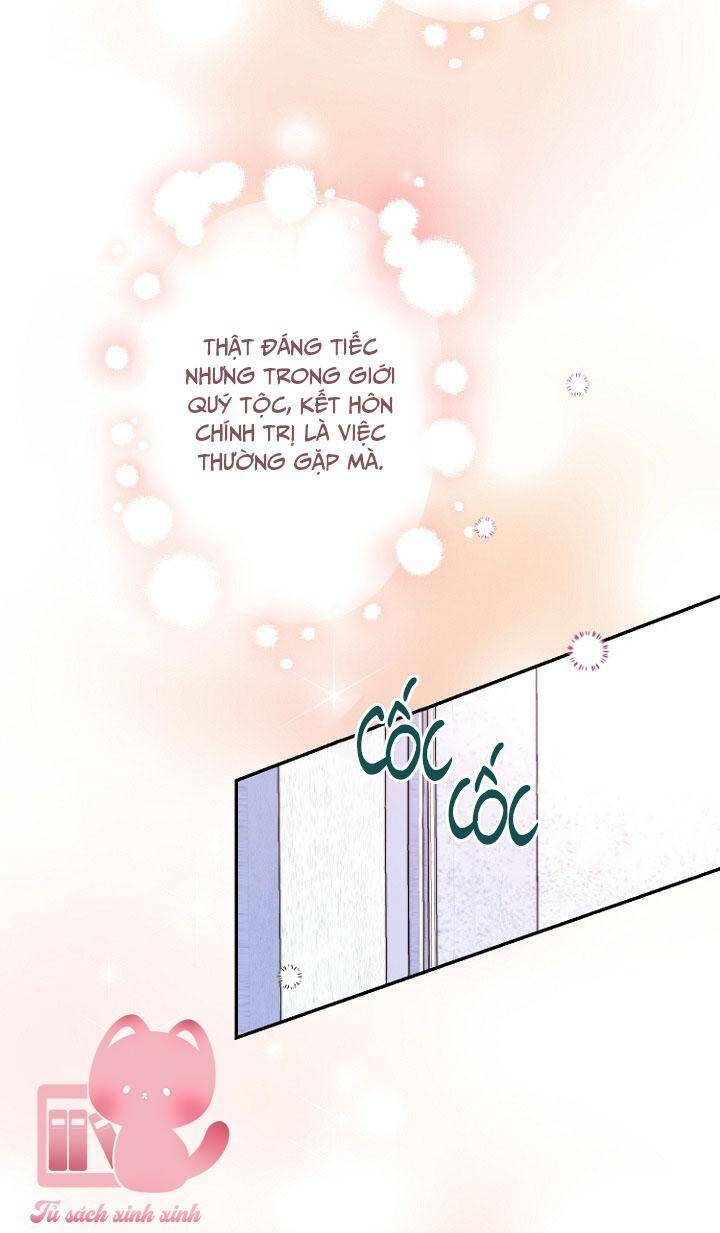 THẬT ĐÁNG TIẾC
NHƯNG TRONG GIỚI
QUÝ TỘC, KẾT HÔN
CHÍNH TRỊ LÀ VIỆC
THƯỜNG GẶP MÀ.
CỐC
CỐC
Tủ sách xinh xinh